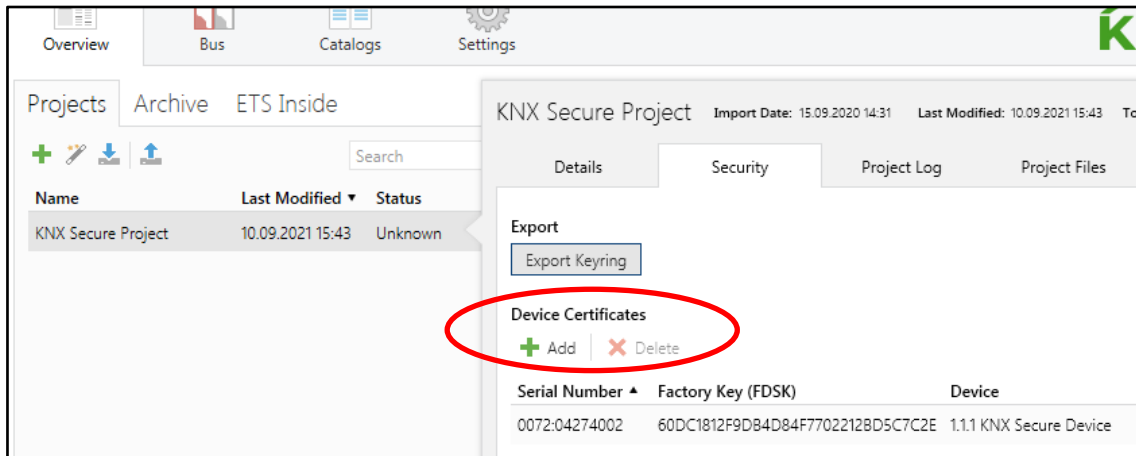 Overview Bus Catalogs Settings
Projects Archive ETS Inside
Search
Name Last Modified ▼ Status
KNX Secure Project 10.09.2021 15:43 Unknown
KNX Secure Project Import Date: 15.09.2020 14:31 Last Modified: 10.09.2021 15:43
Details Security Project Log Project Files
Export
Export Keyring
Device Certificates
Add Delete
Serial Number ▲ Factory Key (FDSK) Device
0072:04274002 60DC1812F9DB4D84F7702212BD5C7C2E 1.1.1 KNX Secure Device